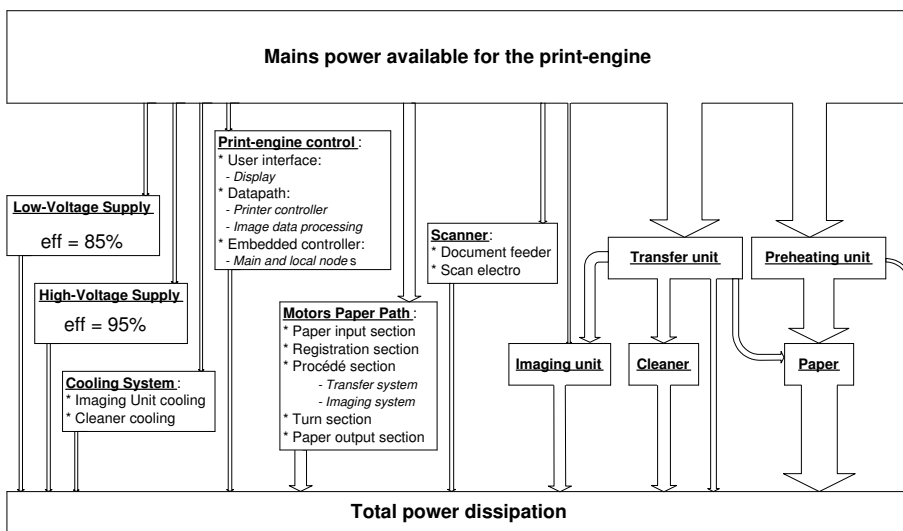 Mains power available for the print-engine
Print-engine control :
* User interface:
- Display
* Datapath:
- Printer controller
- Image data processing
* Embedded controller:
- Main and local nodes
Low-Voltage Supply
eff = 85%
High-Voltage Supply
eff = 95%
Cooling System :
* Imaging Unit cooling
* Cleaner cooling
Motors Paper Path :
* Paper input section
* Registration section
* Procédé section
- Transfer system
- Imaging system
* Turn section
* Paper output section
Scanner:
* Document feeder
* Scan electro
Transfer unit
Preheating unit
Imaging unit
Cleaner
Paper
Total power dissipation